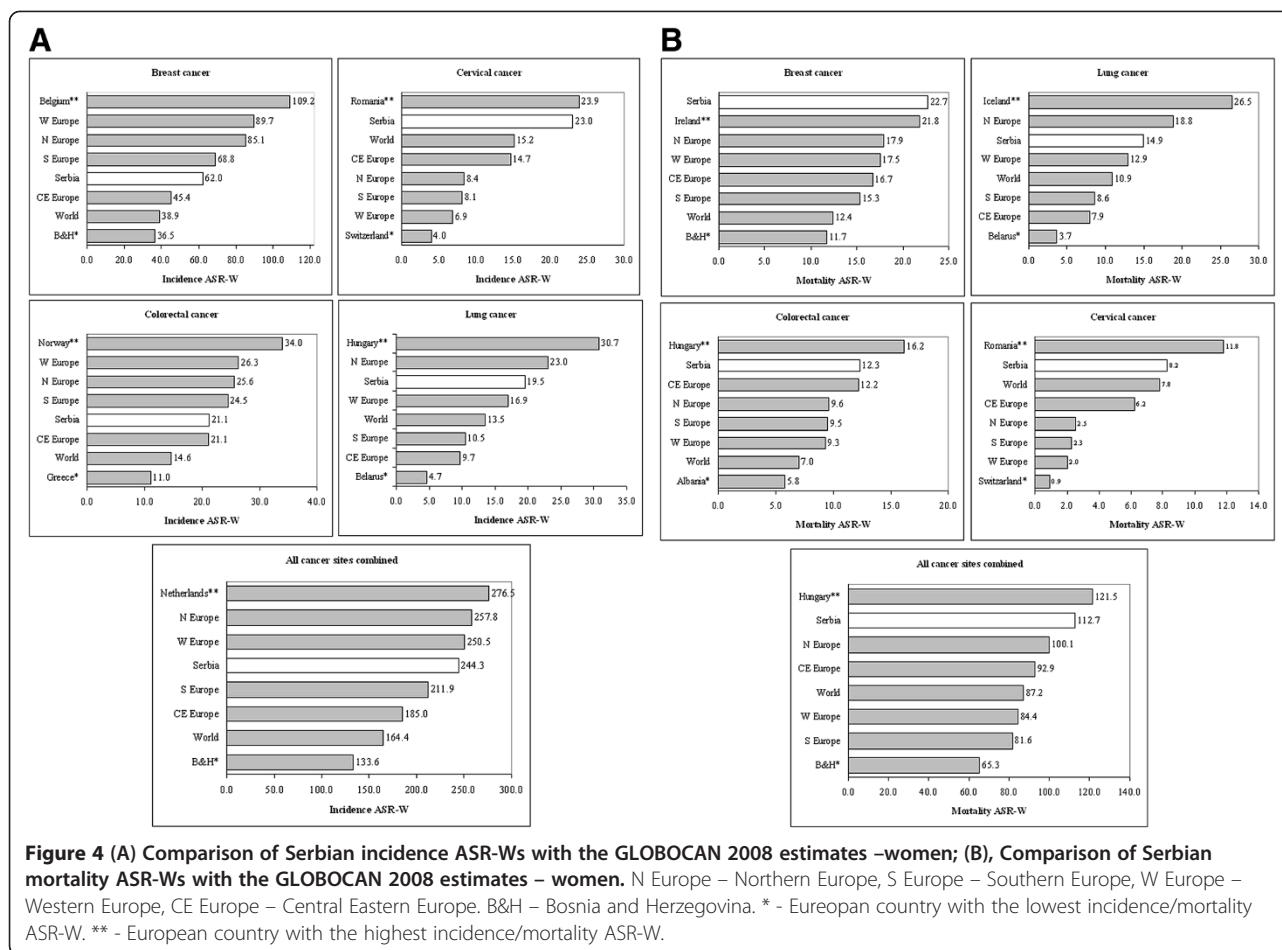 A
Breast cancer
Belgium** 109.2
W Europe 89.7
N Europe 85.1
S Europe 68.8
Serbia 62.0
CE Europe 45.4
World 38.9
B&H* 36.5
0.0 20.0 40.0 60.0 80.0 100.0 120.0
Incidence ASR-W
Cervical cancer
Romania** 23.9
Serbia 23.0
World 15.2
CE Europe 14.7
N Europe 8.4
S Europe 8.1
W Europe 6.9
Switzerland* 4.0
0.0 5.0 10.0 15.0 20.0 25.0 30.0
Incidence ASR-W
Colorectal cancer
Norway** 34.0
W Europe 26.3
N Europe 25.6
S Europe 24.5
Serbia 21.1
CE Europe 21.1
World 14.6
Greece* 11.0
0.0 10.0 20.0 30.0 40.0
Incidence ASR-W
Lung cancer
Hungary** 30.7
N Europe 23.0
Serbia 19.5
W Europe 16.9
World 13.5
S Europe 10.5
CE Europe 9.7
Belarus* 4.7
0.0 5.0 10.0 15.0 20.0 25.0 30.0 35.0
Incidence ASR-W
All cancer sites combined
Netherlands** 276.5
N Europe 257.8
W Europe 250.5
Serbia 244.3
S Europe 211.9
CE Europe 185.0
World 164.4
B&H* 133.6
0.0 50.0 100.0 150.0 200.0 250.0 300.0
Incidence ASR-W
B
Breast cancer
Serbia 22.7
Ireland** 21.8
N Europe 17.9
W Europe 17.5
CE Europe 16.7
S Europe 15.3
World 12.4
B&H* 11.7
0.0 5.0 10.0 15.0 20.0 25.0
Mortality ASR-W
Lung cancer
Iceland** 26.5
N Europe 18.8
Serbia 14.9
W Europe 12.9
World 10.9
S Europe 8.6
CE Europe 7.9
Belarus* 3.7
0.0 5.0 10.0 15.0 20.0 25.0 30.0
Mortality ASR-W
Colorectal cancer
Hungary** 16.2
Serbia 12.3
CE Europe 12.2
N Europe 9.6
S Europe 9.5
W Europe 9.3
World 7.0
Albania* 5.8
0.0 5.0 10.0 15.0 20.0
Mortality ASR-W
Cervical cancer
Romania** 11.8
Serbia 8.2
World 7.8
CE Europe 6.2
N Europe 2.5
S Europe 2.3
W Europe 2.0
Switzarland* 0.9
0.0 2.0 4.0 6.0 8.0 10.0 12.0 14.0
Mortality ASR-W
All cancer sites combined
Hungary** 121.5
Serbia 112.7
N Europe 100.1
CE Europe 92.9
World 87.2
W Europe 84.4
S Europe 81.6
B&H* 65.3
0.0 20.0 40.0 60.0 80.0 100.0 120.0 140.0
Mortality ASR-W
Figure 4 (A) Comparison of Serbian incidence ASR-Ws with the GLOBOCAN 2008 estimates –women; (B), Comparison of Serbian
mortality ASR-Ws with the GLOBOCAN 2008 estimates – women. N Europe – Northern Europe, S Europe – Southern Europe, W Europe –
Western Europe, CE Europe – Central Eastern Europe. B&H – Bosnia and Herzegovina. * - Eureopan country with the lowest incidence/mortality
ASR-W. ** - European country with the highest incidence/mortality ASR-W.